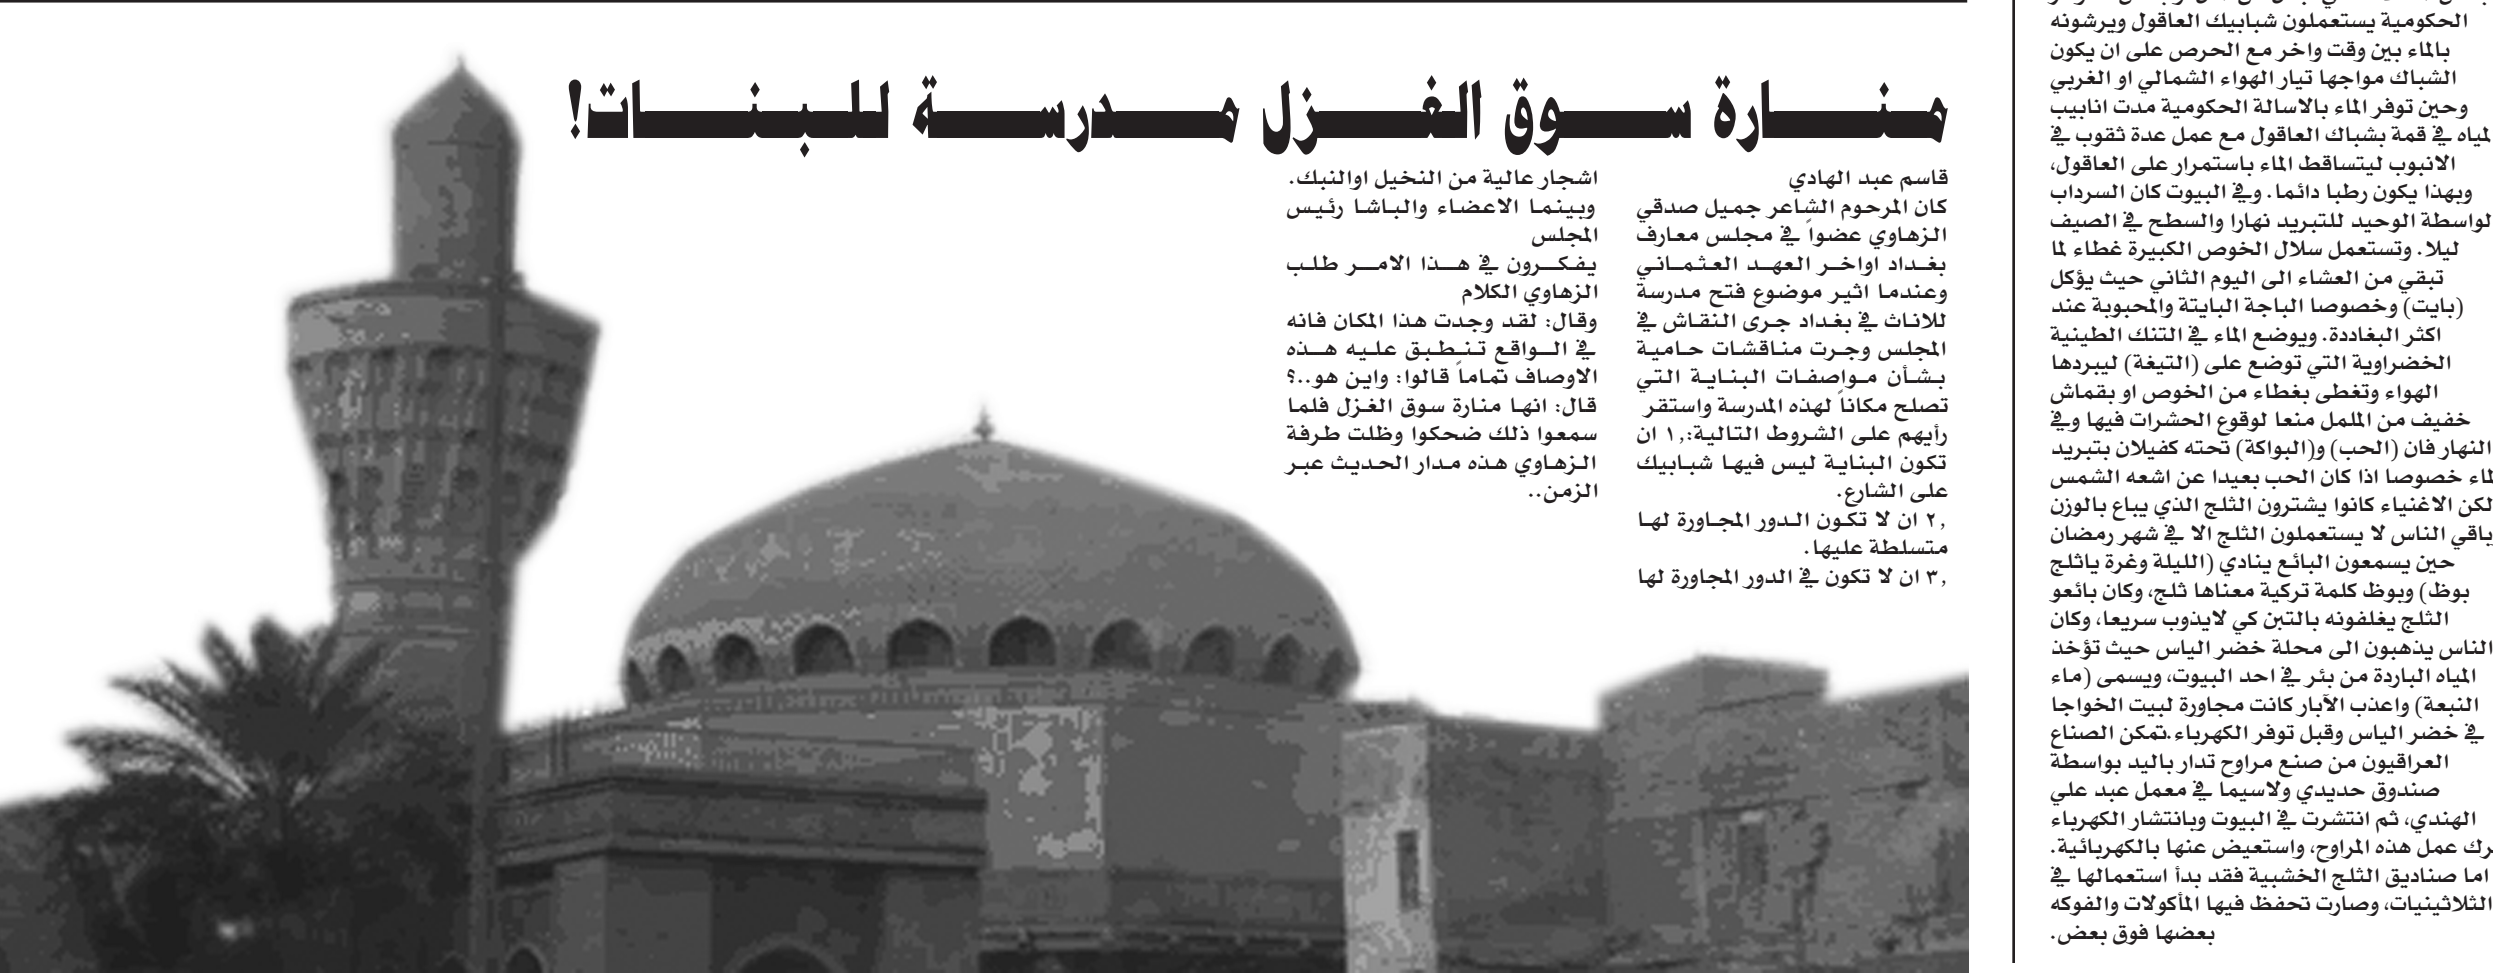 الحكومية يستعملون شبابيك العاقول ويرشونه
بالماء بين وقت واخر مع الحرص على ان يكون
الشباك مواجها تيار الهواء الشمالي او الغربي
وحين توفر الماء بالاسالة الحكومية مدت انابيب
لمياه في قمة بشباك العاقول مع عمل عدة ثقوب في
الانبوب ليتساقط الماء باستمرار على العاقول،
وبهذا يكون رطبا دائما. وفي البيوت كان السرداب
لواسطة الوحيد للتبريد نهارا والسطح في الصيف
ليلا. وتستعمل سلال الخوص الكبيرة غطاء لما
تبقي من العشاء الى اليوم الثاني حيث يؤكل
(بايت) وخصوصا الباجة البايتة والمحبوبة عند
اكثر البغاددة. ويوضع الماء في التنك الطينية
الخضراوية التي توضع على (التيغة) ليبردها
الهواء وتغطى بغطاء من الخوص او بقماش
خفيف من الململ منعا لوقوع الحشرات فيها وفي
النهار فان (الحب) و(البواكة) تحته كفيلان بتبريد
لماء خصوصا اذا كان الحب بعيدا عن اشعه الشمس
لكن الاغنياء كانوا يشترون الثلج الذي يباع بالوزن
باقي الناس لا يستعملون الثلج الا في شهر رمضان
حين يسمعون البائع ينادي (الليلة وغرة ياثلج
بوظ) وبوظ كلمة تركية معناها ثلج، وكان بائعو
الثلج يغلفونه بالتبن كي لايذوب سريعا، وكان
الناس يذهبون الى محلة خضر الياس حيث تؤخذ
المياه الباردة من بئر في احد البيوت، ويسمى (ماء
النبعة) واعذب الآبار كانت مجاورة لبيت الخواجا
في خضر الياس وقبل توفر الكهرباء.تمكن الصناع
العراقيون من صنع مراوح تدار باليد بواسطة
صندوق حديدي ولاسيما في معمل عبد علي
الهندي، ثم انتشرت في البيوت وبانتشار الكهرباء
رك عمل هذه المراوح، واستعيض عنها بالكهربائية.
اما صناديق الثلج الخشبية فقد بدأ استعمالها في
الثلاثينيات، وصارت تحفظ فيها المأكولات والفوكه
بعضها فوق بعض.
منارة سوق الغزل مدرسة للبنات!
قاسم عبد الهادي
كان المرحوم الشاعر جميل صدقي
الزهاوي عضواً في مجلس معارف
بغداد اواخر العهد العثماني
وعندما اثير موضوع فتح مدرسة
للاناث في بغداد جرى النقاش في
المجلس وجرت مناقشات حامية
بشأن مواصفات البناية التي
تصلح مكاناً لهذه المدرسة واستقر
رأيهم على الشروط التالية:,١ ان
تكون البناية ليس فيها شبابيك
على الشارع.
,٢ ان لا تكون الدور المجاورة لها
متسلطة عليها.
,٣ ان لا تكون في الدور المجاورة لها
اشجار عالية من النخيل اوالنبك.
وبينما الاعضاء والباشا رئيس
المجلس
يفكرون في هذا الامر طلب
الزهاوي الكلام
وقال: لقد وجدت هذا المكان فانه
في الواقع تنطبق عليه هذه
الاوصاف تماماً قالوا: واين هو..؟
قال: انها منارة سوق الغزل فلما
سمعوا ذلك ضحكوا وظلت طرفة
الزهاوي هذه مدار الحديث عبر
الزمن..